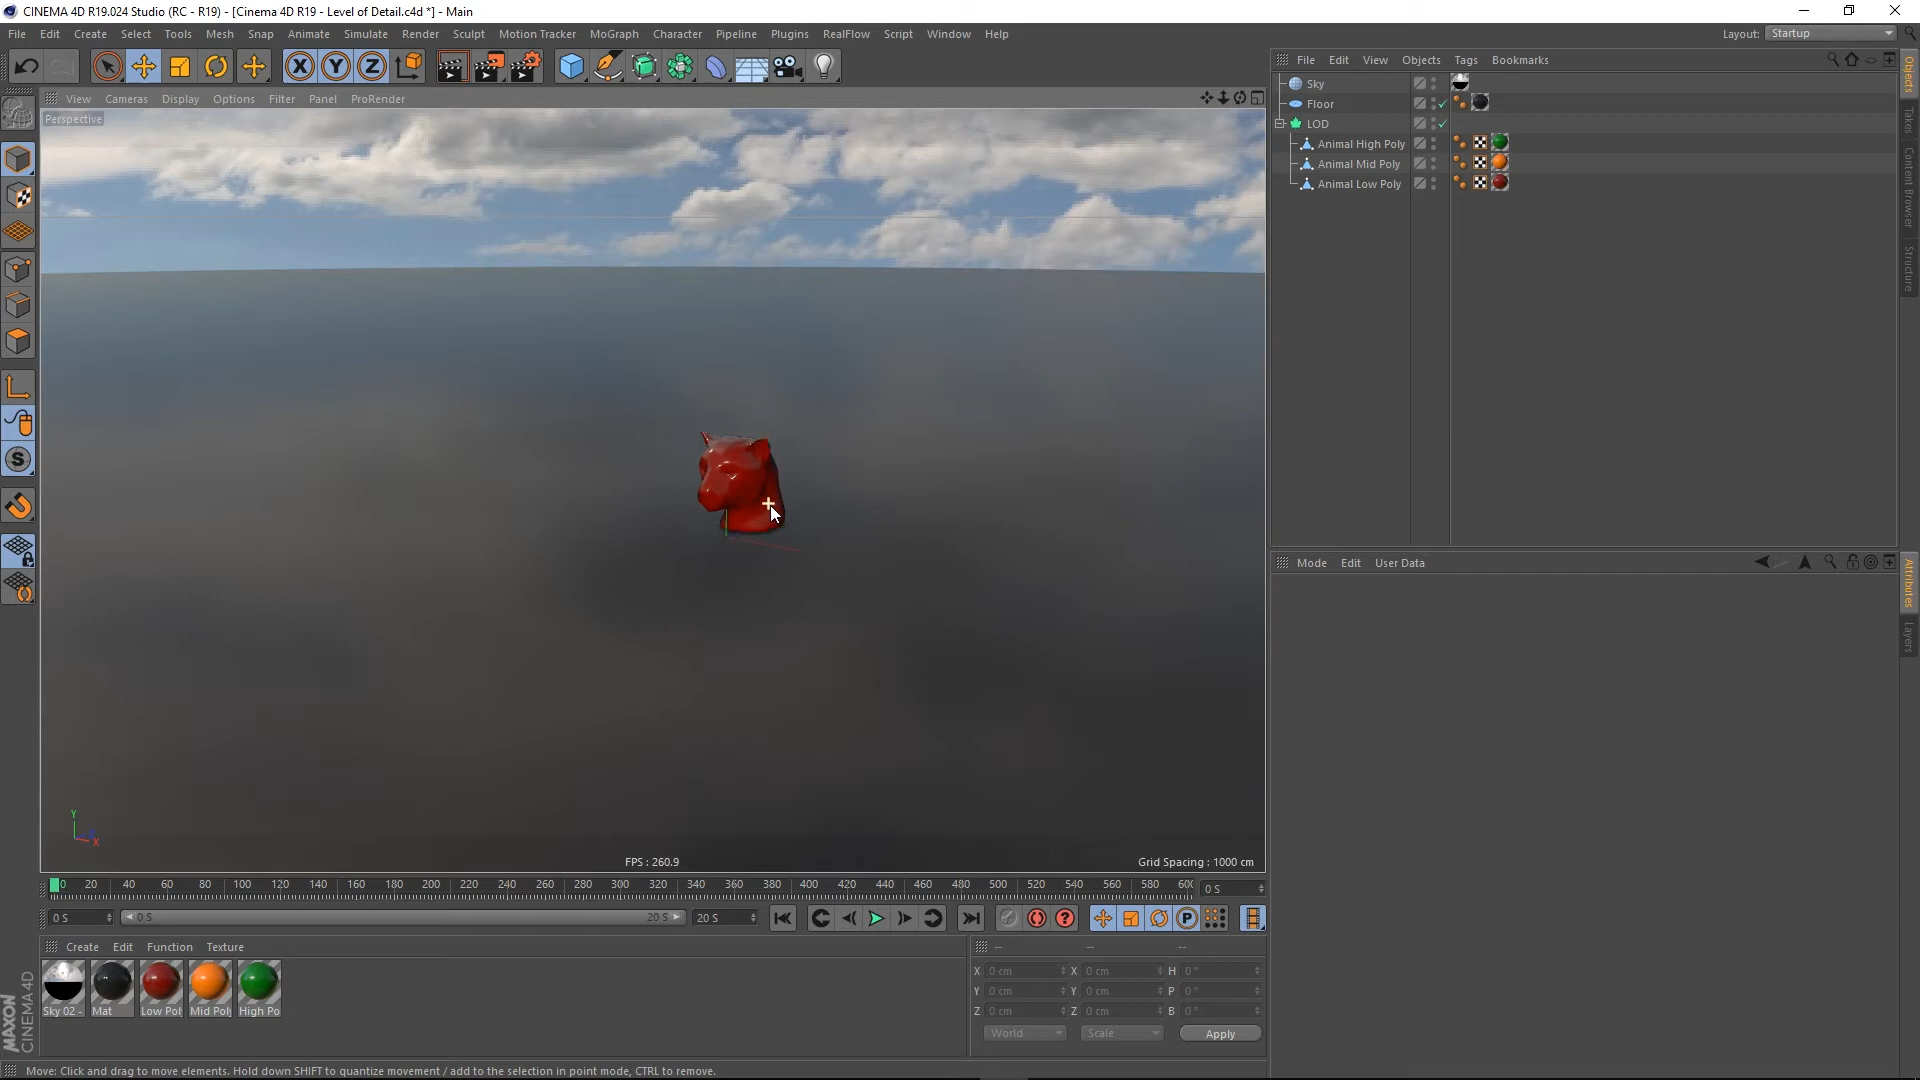 CINEMA 4D R19.024 Studio (RC - R19) - [Cinema 4D R19 - Level of Detail.c4d *] - Main
File Edit Create Select Tools Mesh Snap Animate Simulate Render Sculpt Motion Tracker MoGraph Character Pipeline Plugins RealFlow Script Window Help
Layout: Startup
X Y Z
View Cameras Display Options Filter Panel ProRender
Perspective
File Edit View Objects Tags Bookmarks
Sky
Floor
LOD
Animal High Poly
Animal Mid Poly
Animal Low Poly
Objects
Takes
Content Browser
Structure
Mode Edit User Data
Attributes
Layers
S
Y
X
FPS : 260.9
Grid Spacing : 1000 cm
0 20 40 60 80 100 120 140 160 180 200 220 240 260 280 300 320 340 360 380 400 420 440 460 480 500 520 540 560 580 60
0 S
0 S 0 S 20 S 20 S
P
Create Edit Function Texture
-- -- --
Sky 02 - Mat Low Pol Mid Pol High Po
X 0 cm X 0 cm H 0 °
Y 0 cm Y 0 cm P 0 °
Z 0 cm Z 0 cm B 0 °
World Scale Apply
MAXON
CINEMA 4D
Move: Click and drag to move elements. Hold down SHIFT to quantize movement / add to the selection in point mode, CTRL to remove.